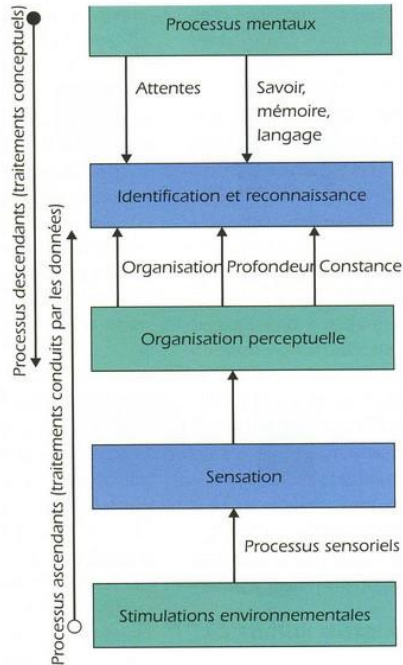 Processus mentaux
Attentes
Savoir,
mémoire,
langage
Identification et reconnaissance
Organisation
Profondeur
Constance
Organisation perceptuelle
Sensation
Processus sensoriels
Stimulations environnementales
Processus descendants (traitements conceptuels)
Processus ascendants (traitements conduits par les données)